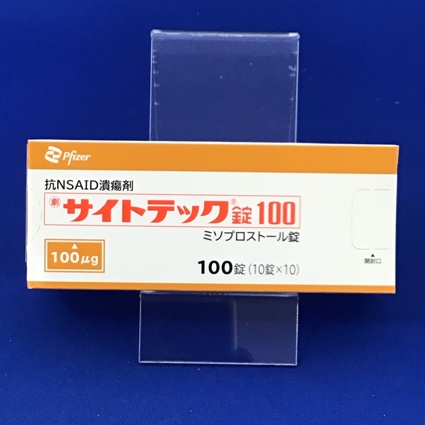 Pfizer
抗NSAID潰瘍剤
劇 サイトテック®錠100
ミソプロストール錠
100μg
100錠(10錠×10)
開封口